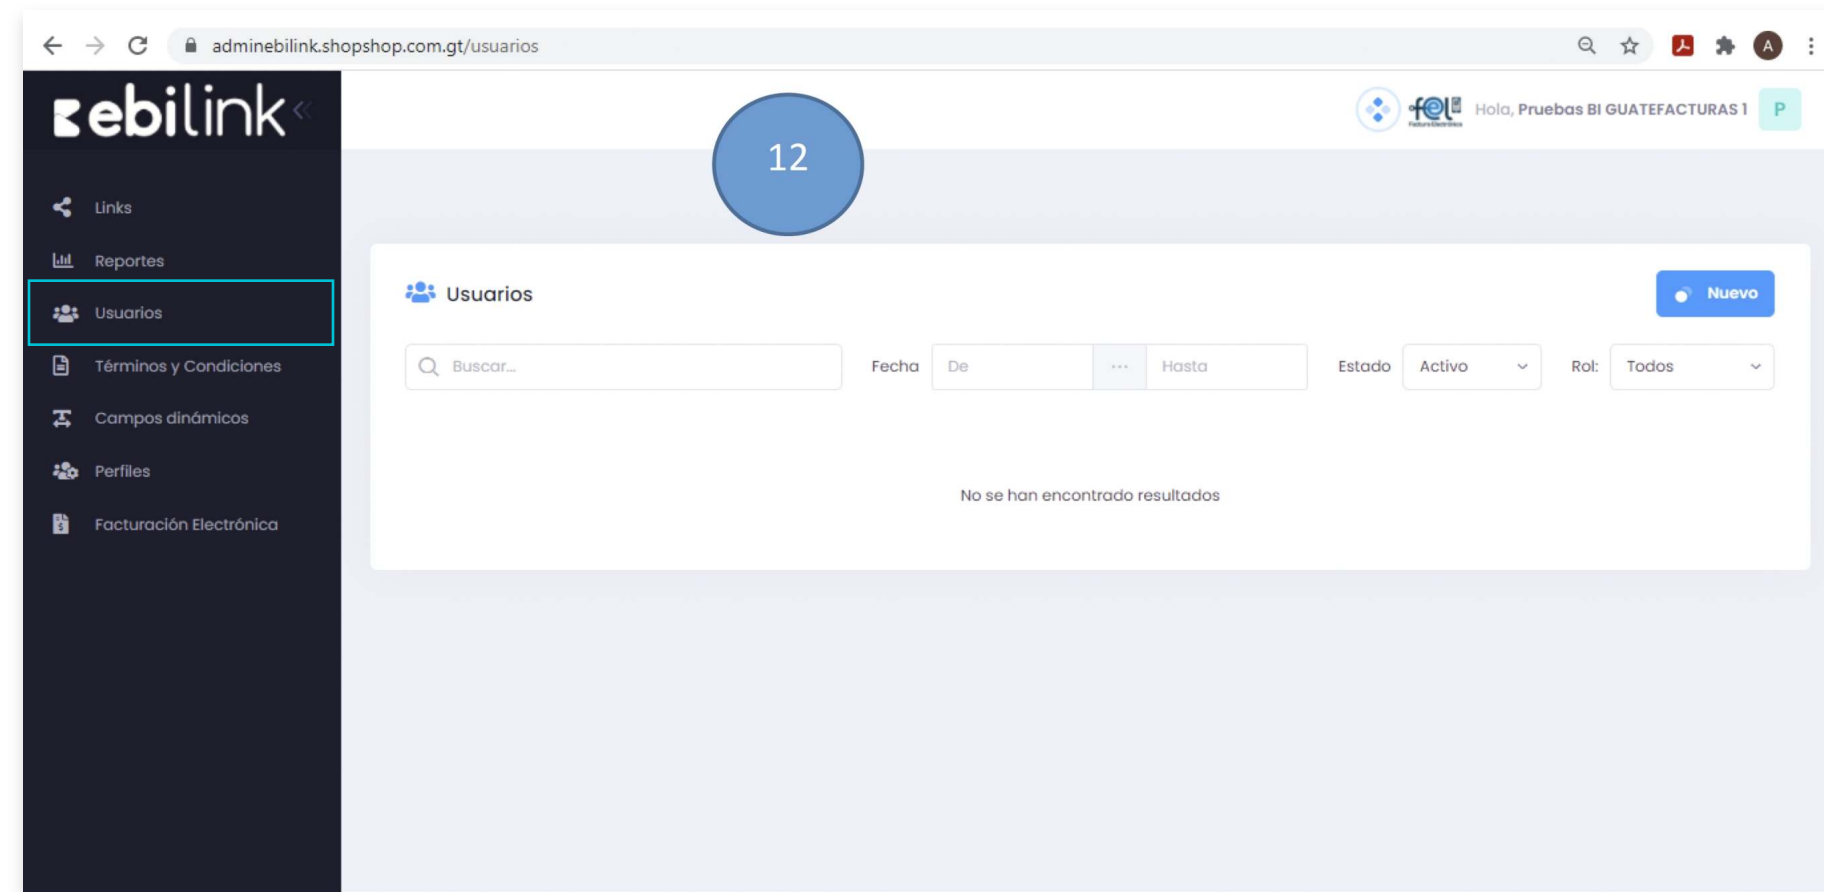 adminebilink.shopshop.com.gt/usuarios
A
ebilink
12
fel
Hola, Pruebas BI GUATEFACTURAS 1
P
Links
Reportes
Usuarios
Términos y Condiciones
Campos dinámicos
Perfiles
Facturación Electrónica
Usuarios
Nuevo
Buscar...
Fecha De ... Hasta
Estado Activo
Rol: Todos
No se han encontrado resultados